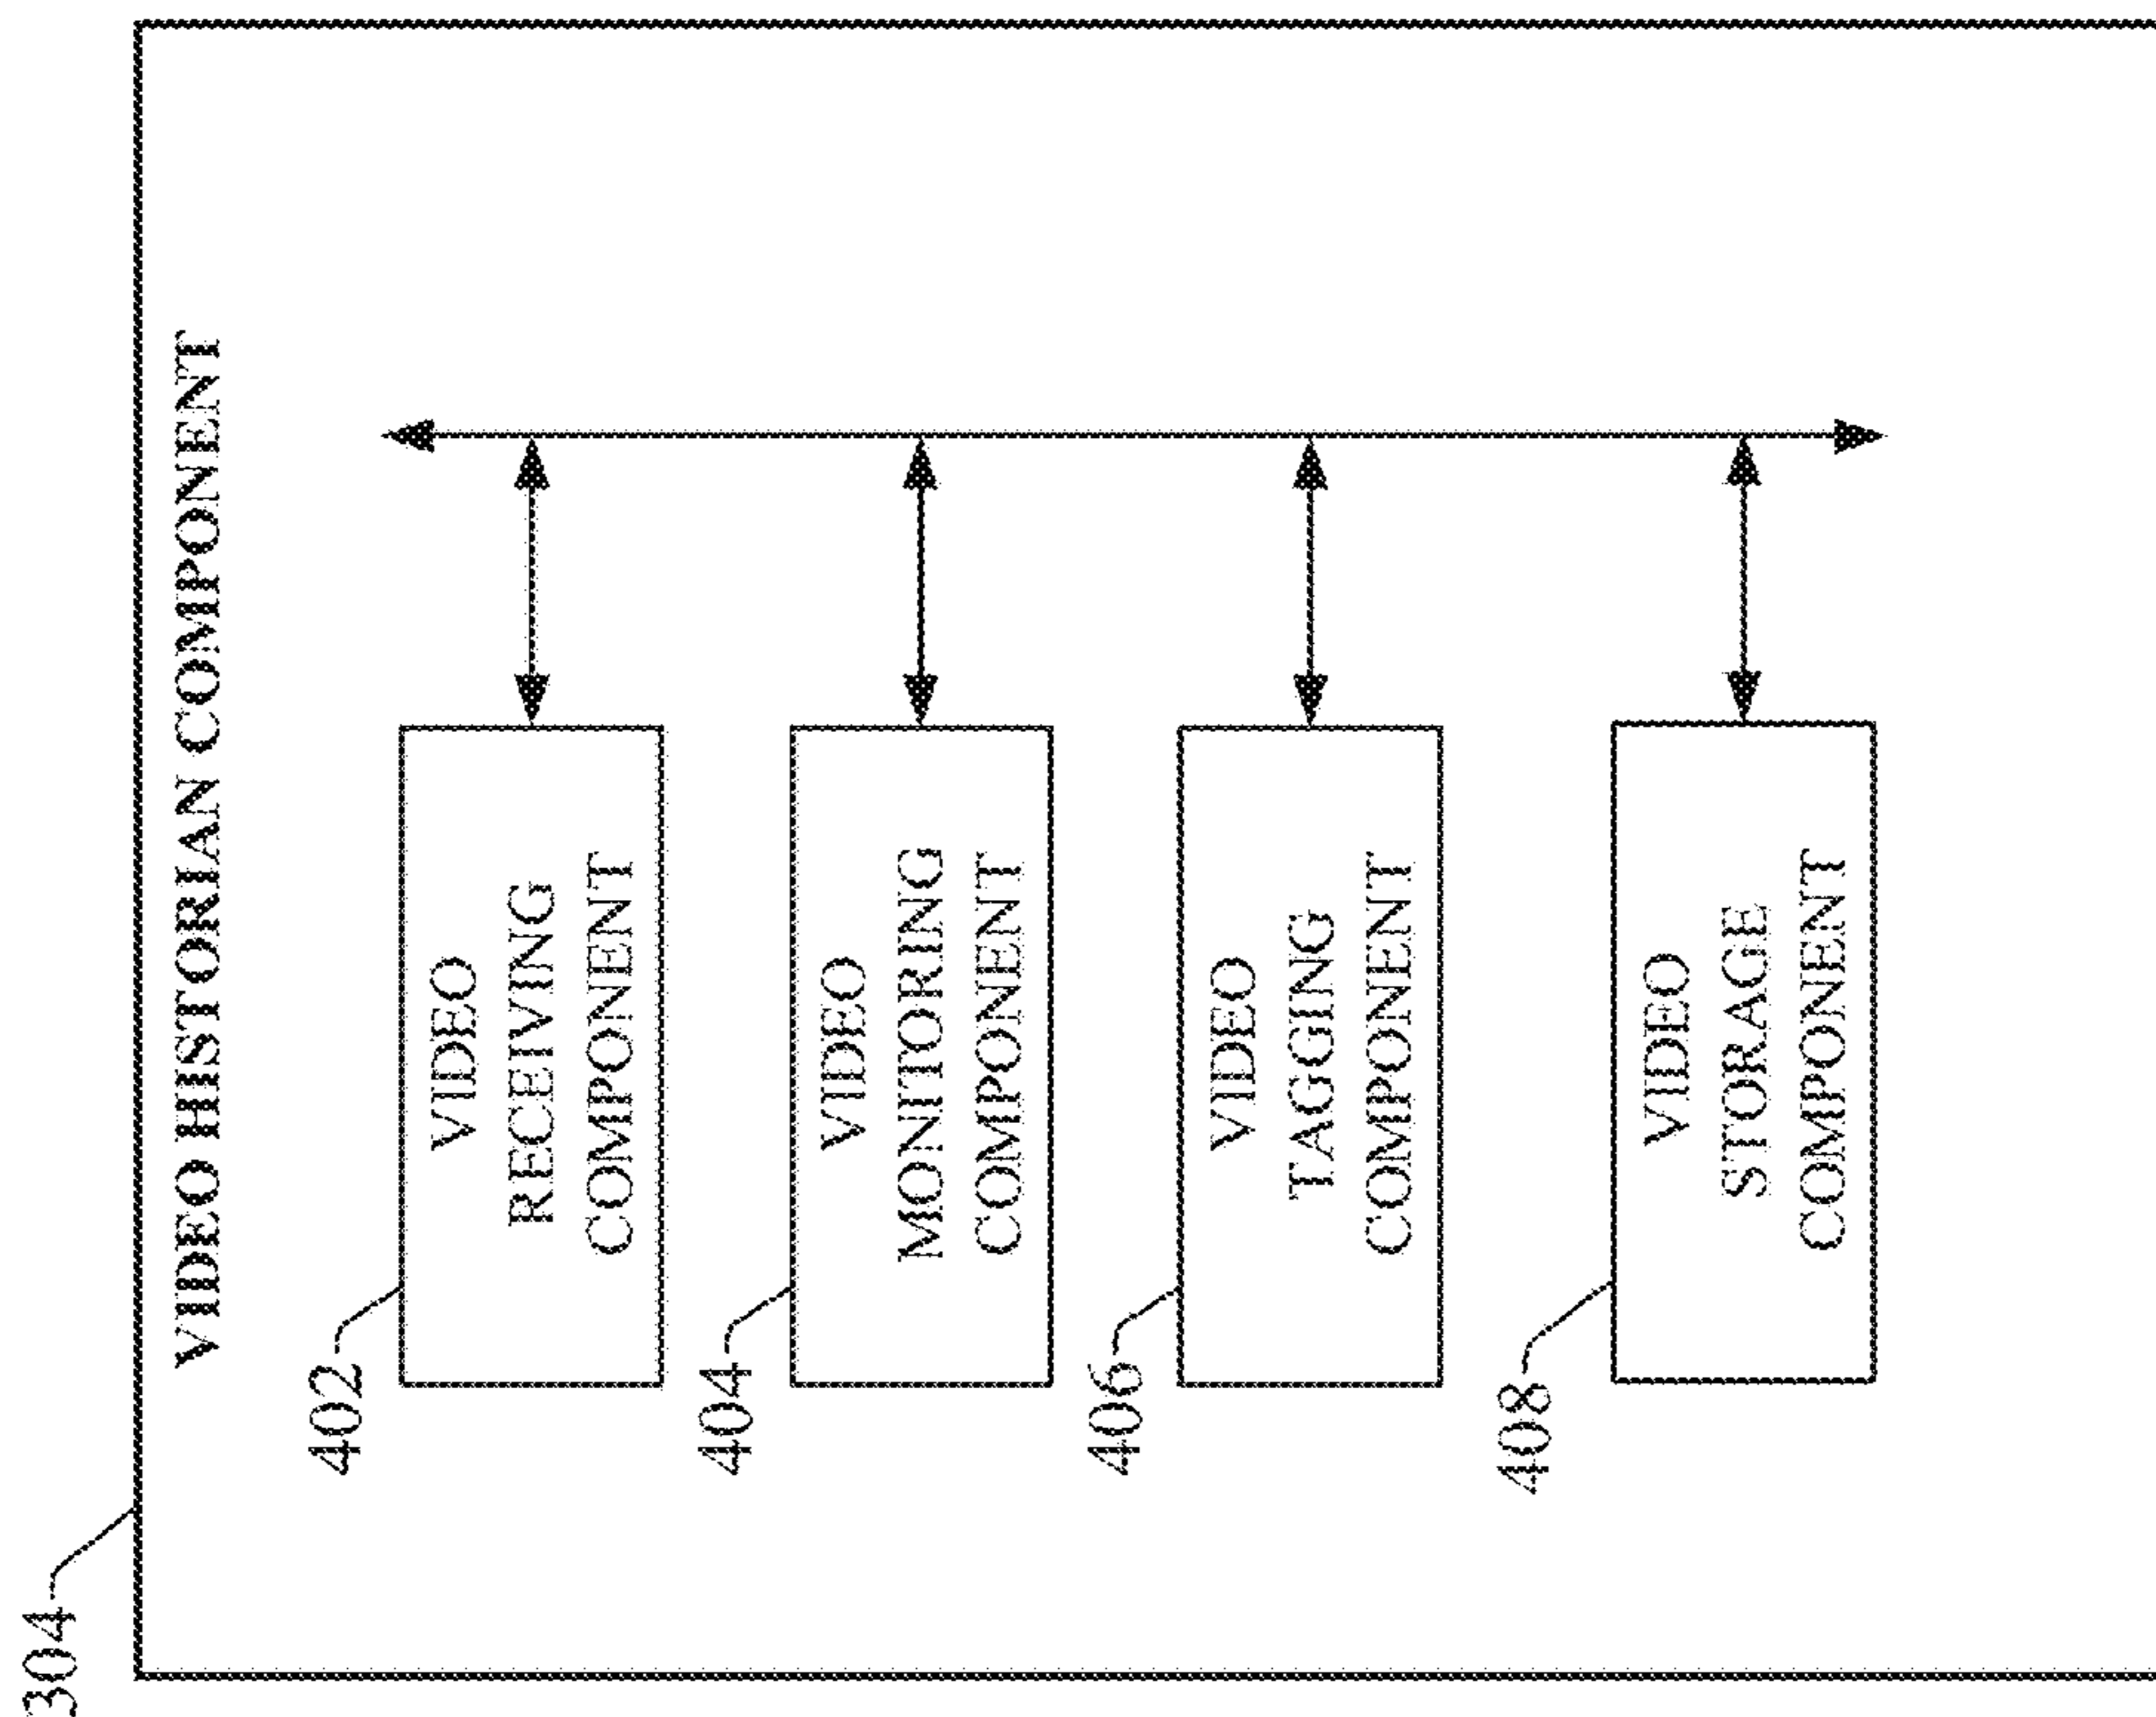 304
VIDEO HISTORIAN COMPONENT
402
VIDEO
RECEIVING
COMPONENT
404
VIDEO
MONITORING
COMPONENT
406
VIDEO
TAGGING
COMPONENT
408
VIDEO
STORAGE
COMPONENT